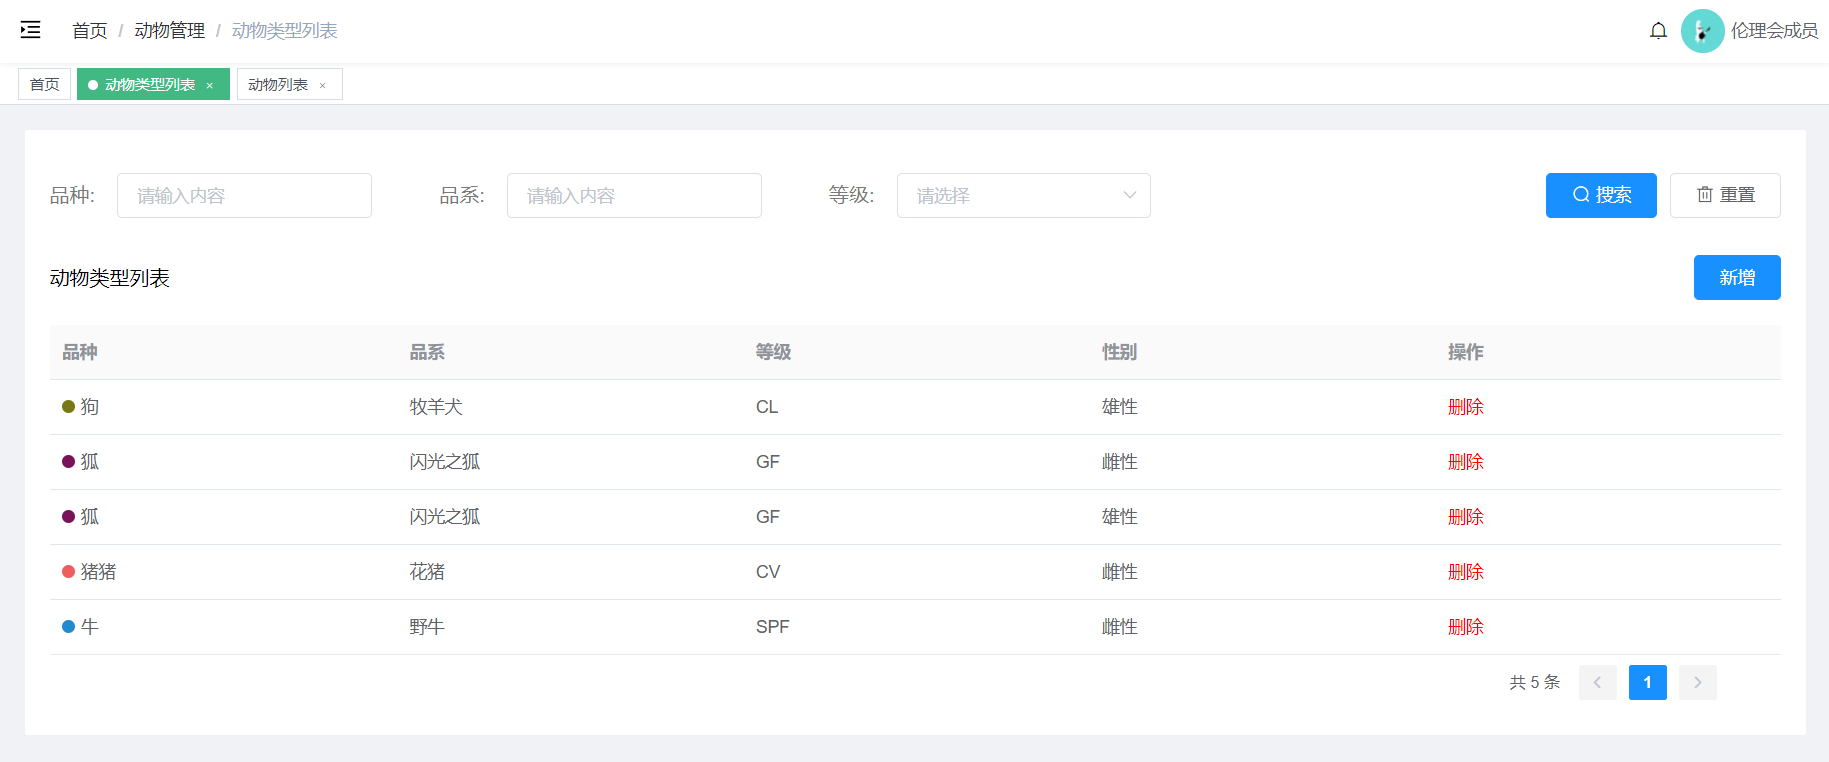 首页 / 动物管理 / 动物类型列表 伦理会成员
首页 动物类型列表 × 动物列表 ×
品种: 请输入内容 品系: 请输入内容 等级: 请选择 搜索 重置
动物类型列表 新增
品种 品系 等级 性别 操作
狗 牧羊犬 CL 雄性 删除
狐 闪光之狐 GF 雌性 删除
狐 闪光之狐 GF 雄性 删除
猪猪 花猪 CV 雌性 删除
牛 野牛 SPF 雌性 删除
共 5 条 1